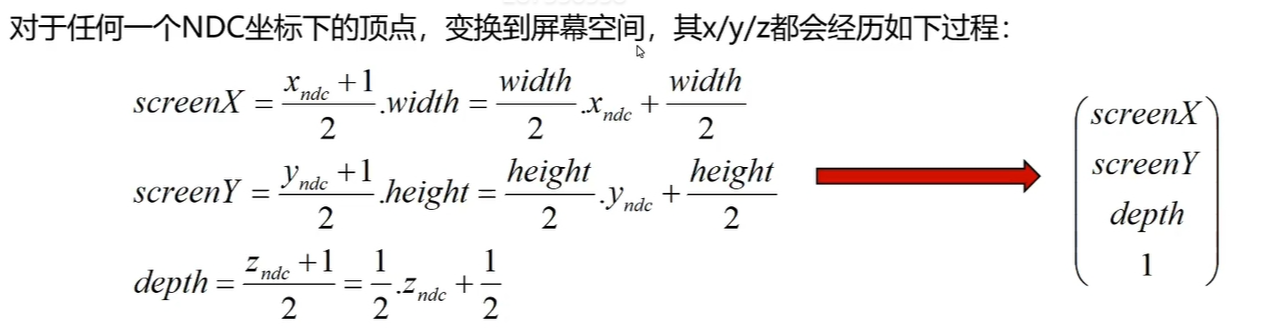 对于任何一个NDC坐标下的顶点，变换到屏幕空间，其x/y/z都会经历如下过程：
screenX = \frac{x_{ndc}+1}{2}.width = \frac{width}{2}.x_{ndc} + \frac{width}{2}
screenY = \frac{y_{ndc}+1}{2}.height = \frac{height}{2}.y_{ndc} + \frac{height}{2}
depth = \frac{z_{ndc}+1}{2} = \frac{1}{2}.z_{ndc} + \frac{1}{2}
screenX
screenY
depth
1